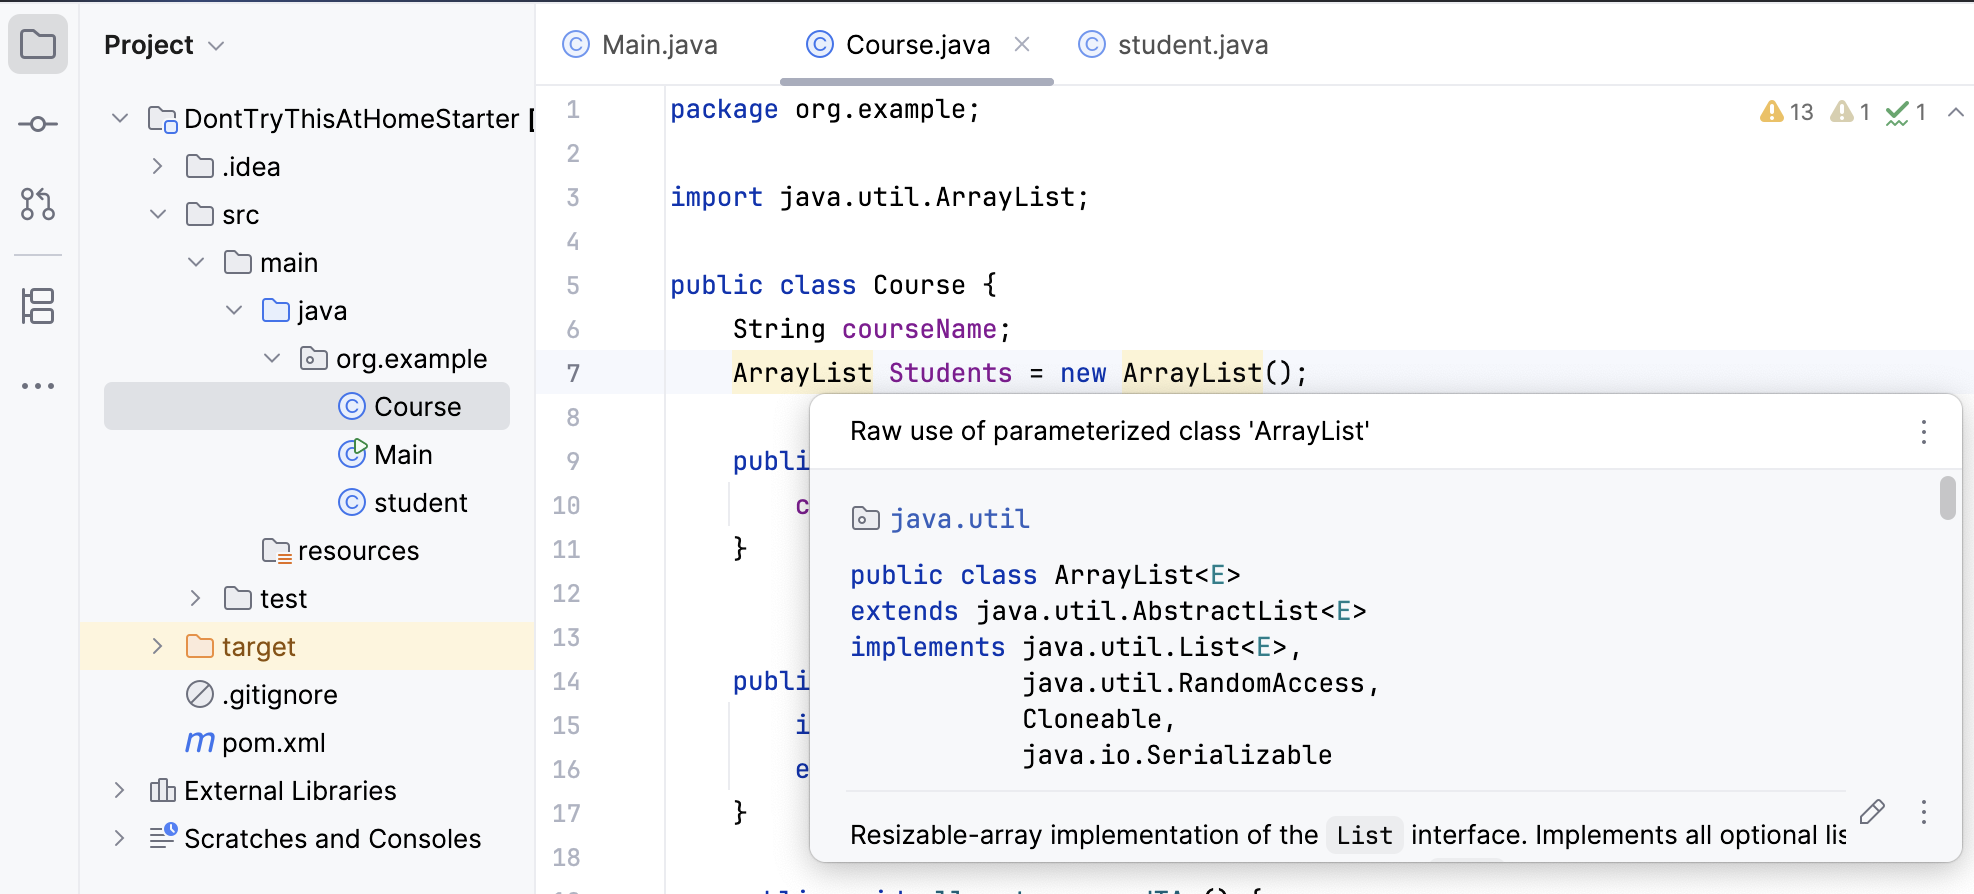 Project
Main.java
Course.java
student.java
DontTryThisAtHomeStarter [
.idea
src
main
java
org.example
Course
Main
student
resources
test
target
.gitignore
pom.xml
External Libraries
Scratches and Consoles
13 1 1
1 package org.example;
2
3 import java.util.ArrayList;
4
5 public class Course {
6 String courseName;
7 ArrayList Students = new ArrayList();
8
9 publi
10 c
11 }
12
13
14 publi
15 i
16 e
17 }
18
Raw use of parameterized class 'ArrayList'
java.util
public class ArrayList<E>
extends java.util.AbstractList<E>
implements java.util.List<E>,
java.util.RandomAccess,
Cloneable,
java.io.Serializable
Resizable-array implementation of the List interface. Implements all optional lis